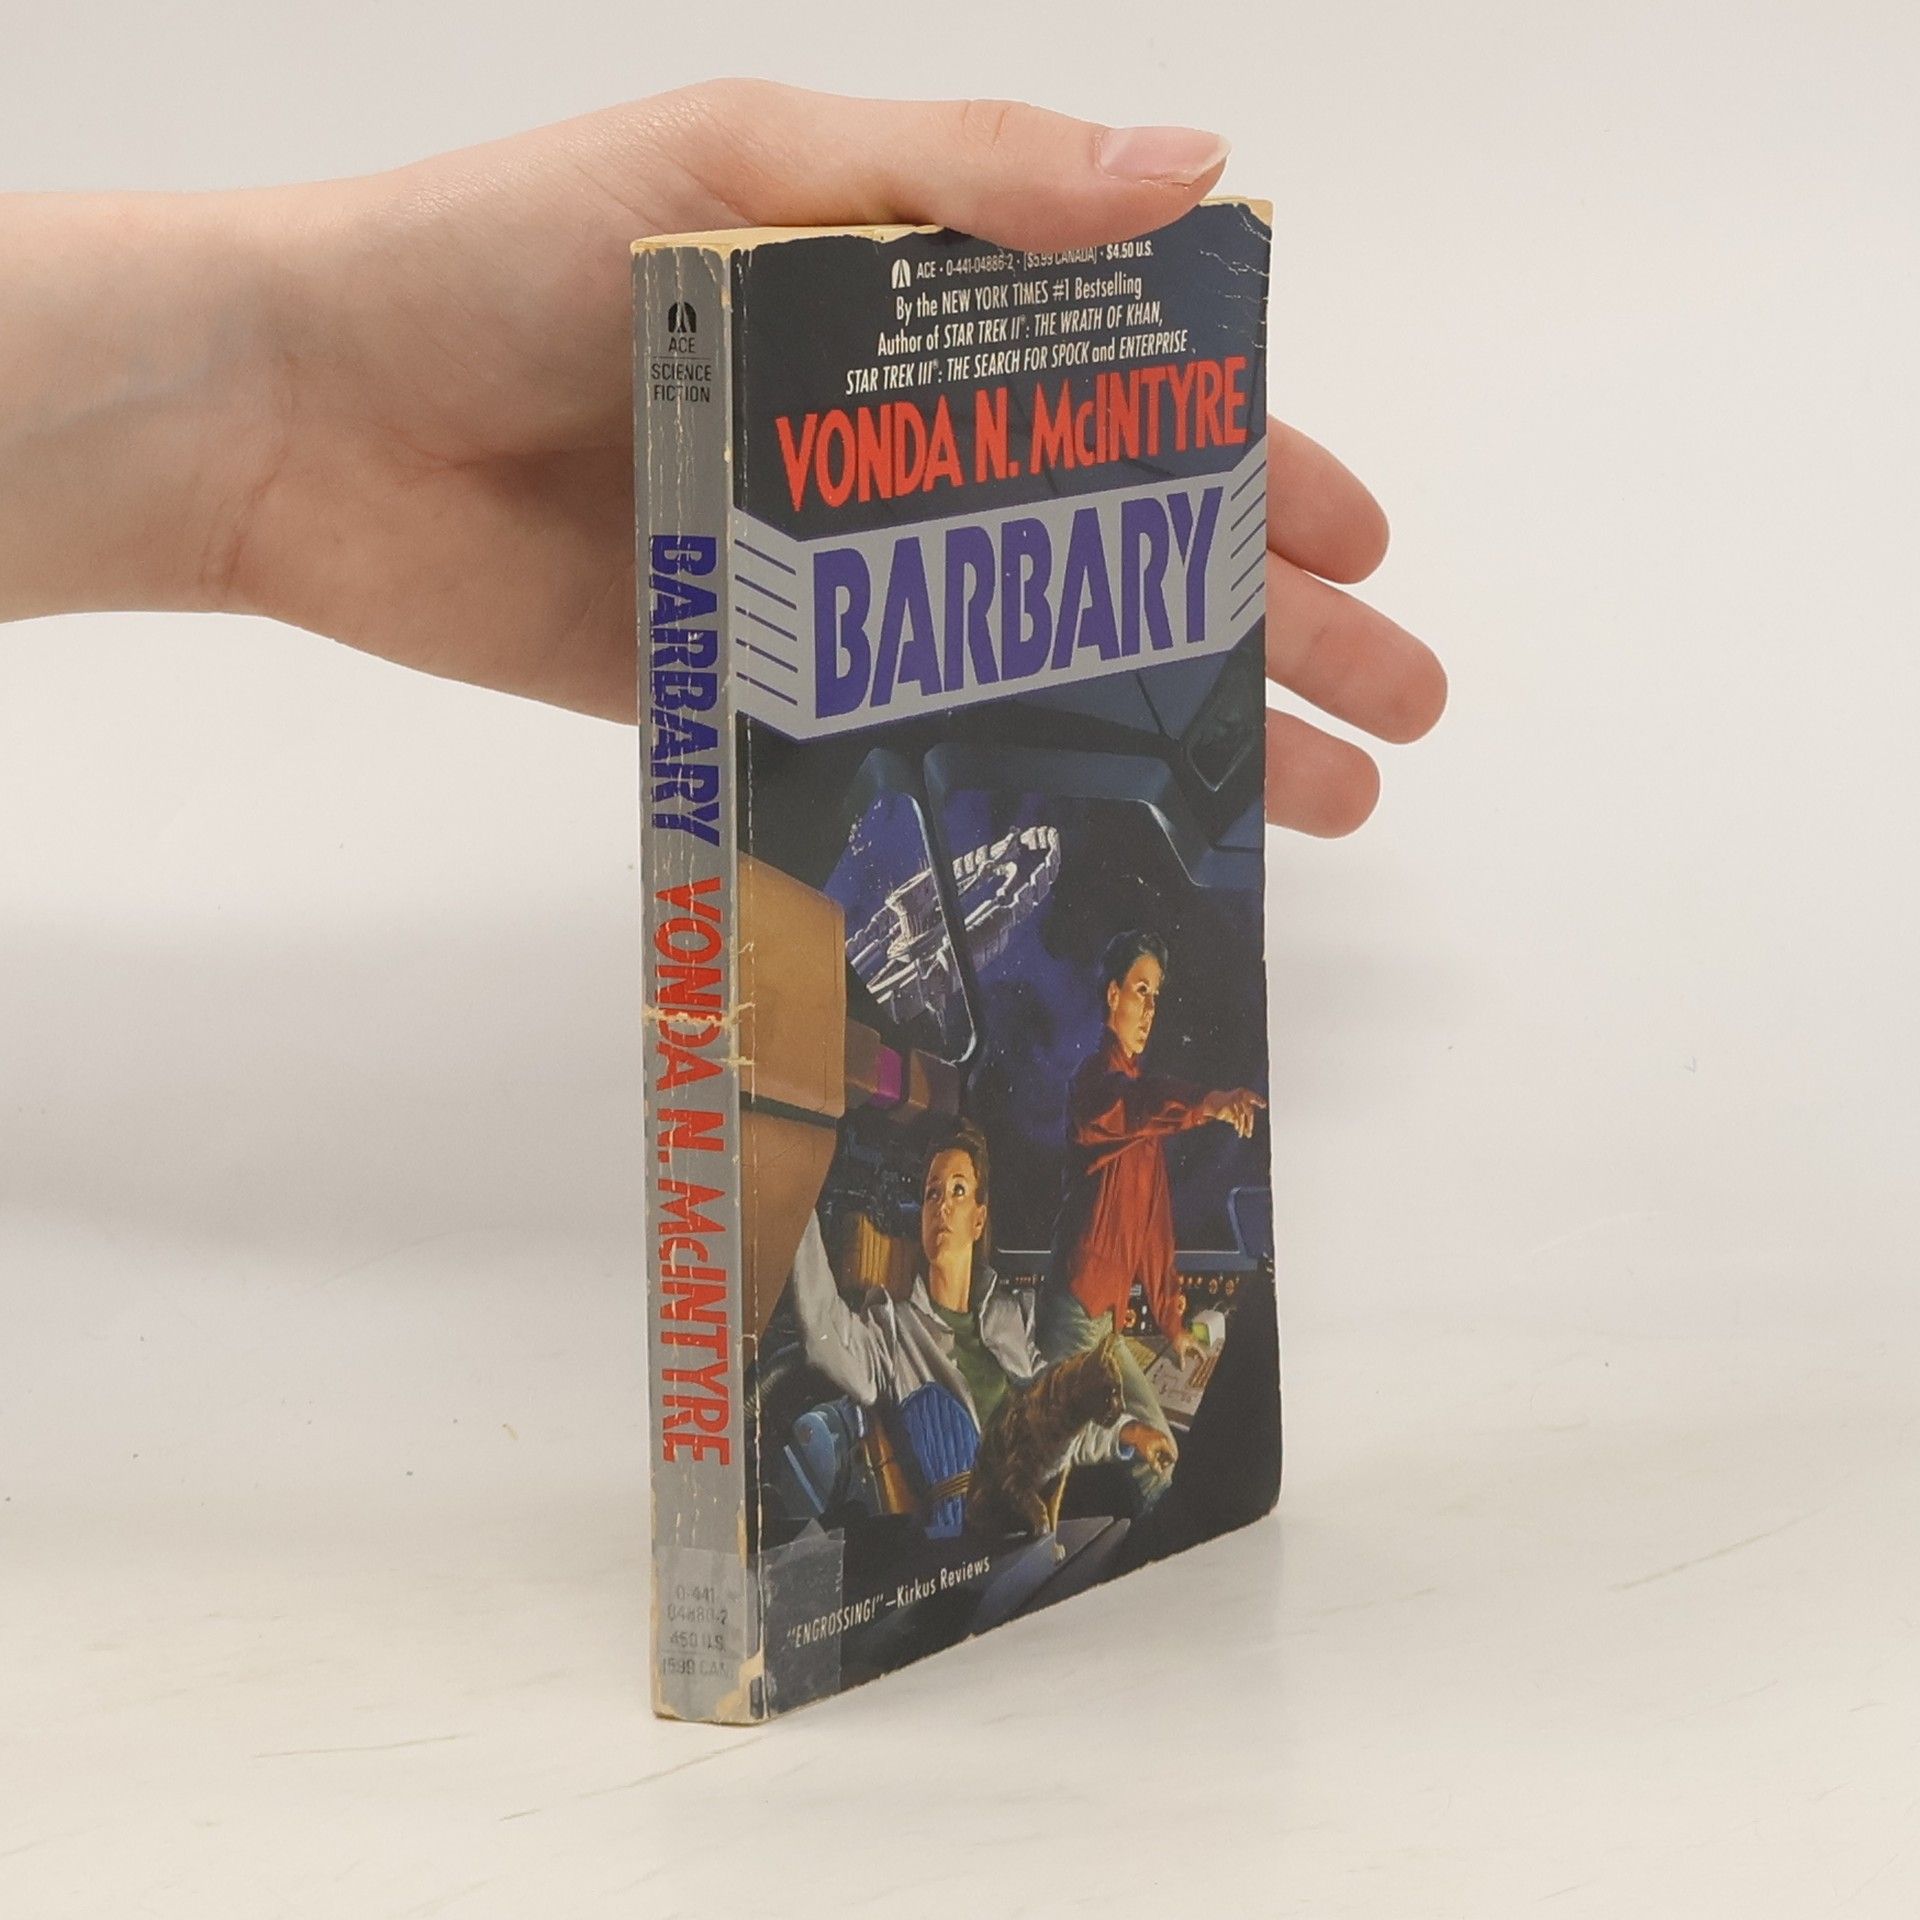 ACE
SCIENCE
FICTION
BARBARY VONDA N. McINTYRE
0-441
04886-2
450 U.S.
ACE · 0-441-04886-2 · [$5.99 CANADA] · $4.50 U.S.
By the NEW YORK TIMES #1 Bestselling
Author of STAR TREK II®: THE WRATH OF KHAN,
STAR TREK III®: THE SEARCH FOR SPOCK and ENTERPRISE
VONDA N. McINTYRE
BARBARY
"ENGROSSING!"—Kirkus Reviews